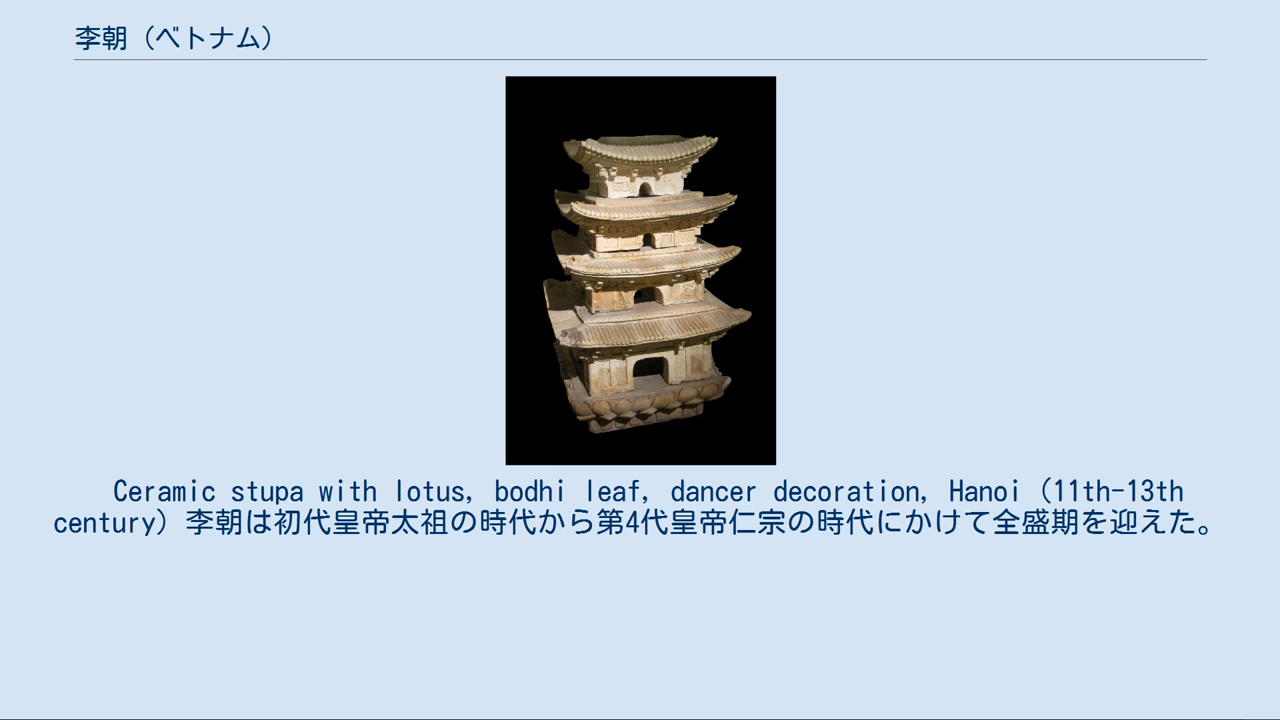 李朝（ベトナム）
Ceramic stupa with lotus, bodhi leaf, dancer decoration, Hanoi (11th-13th
century) 李朝は初代皇帝太祖の時代から第4代皇帝仁宗の時代にかけて全盛期を迎えた。